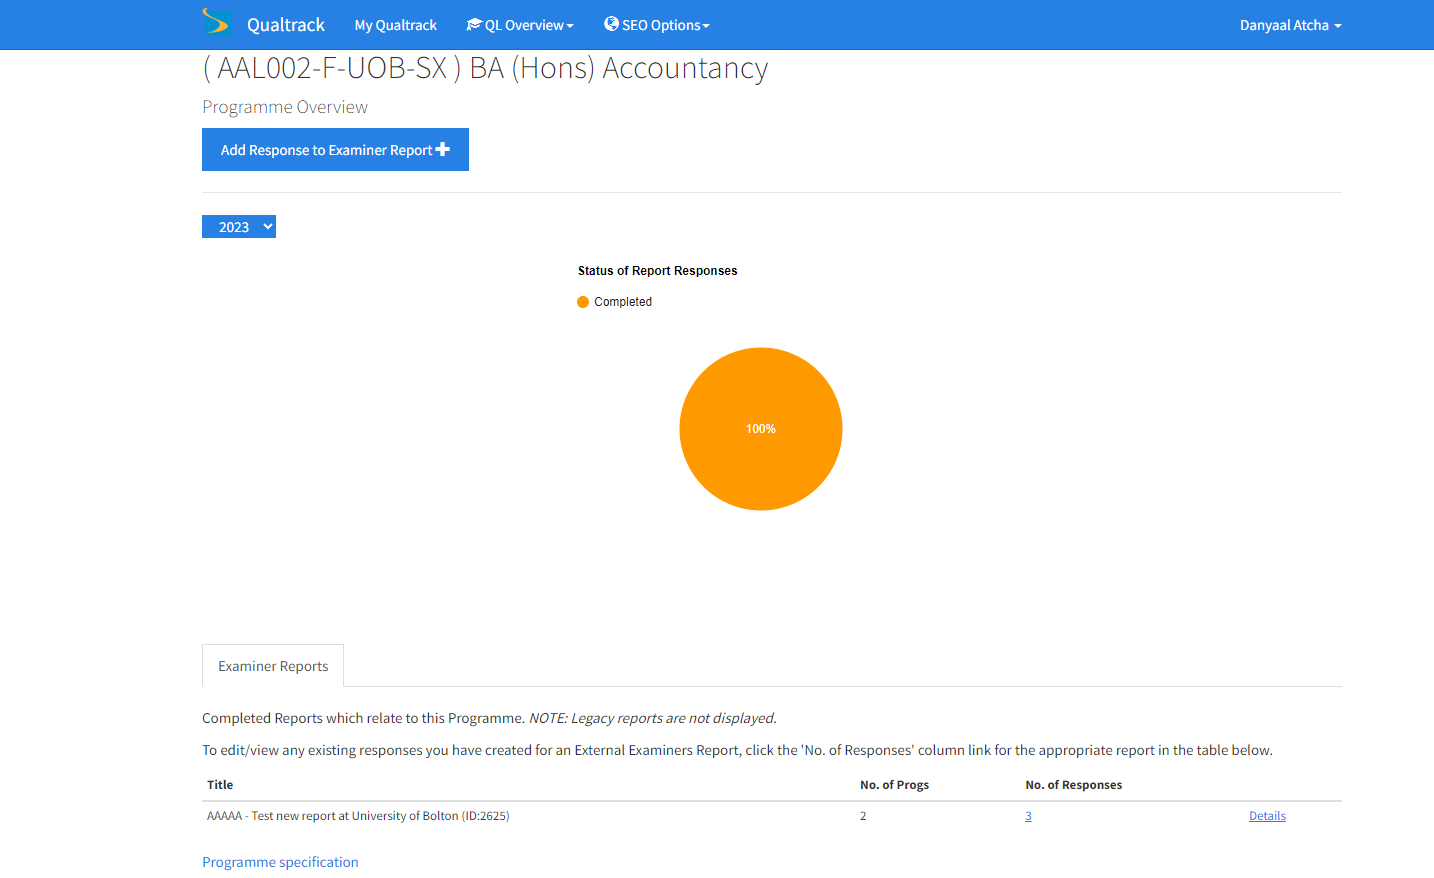 Qualtrack My Qualtrack QL Overview SEO Options Danyaal Atcha
( AAL002-F-UOB-SX ) BA (Hons) Accountancy
Programme Overview
Add Response to Examiner Report
2023
Status of Report Responses
Completed
100%
Examiner Reports
Completed Reports which relate to this Programme. NOTE: Legacy reports are not displayed.
To edit/view any existing responses you have created for an External Examiners Report, click the 'No. of Responses' column link for the appropriate report in the table below.
Title No. of Progs No. of Responses
AAAAA - Test new report at University of Bolton (ID:2625) 2 3 Details
Programme specification